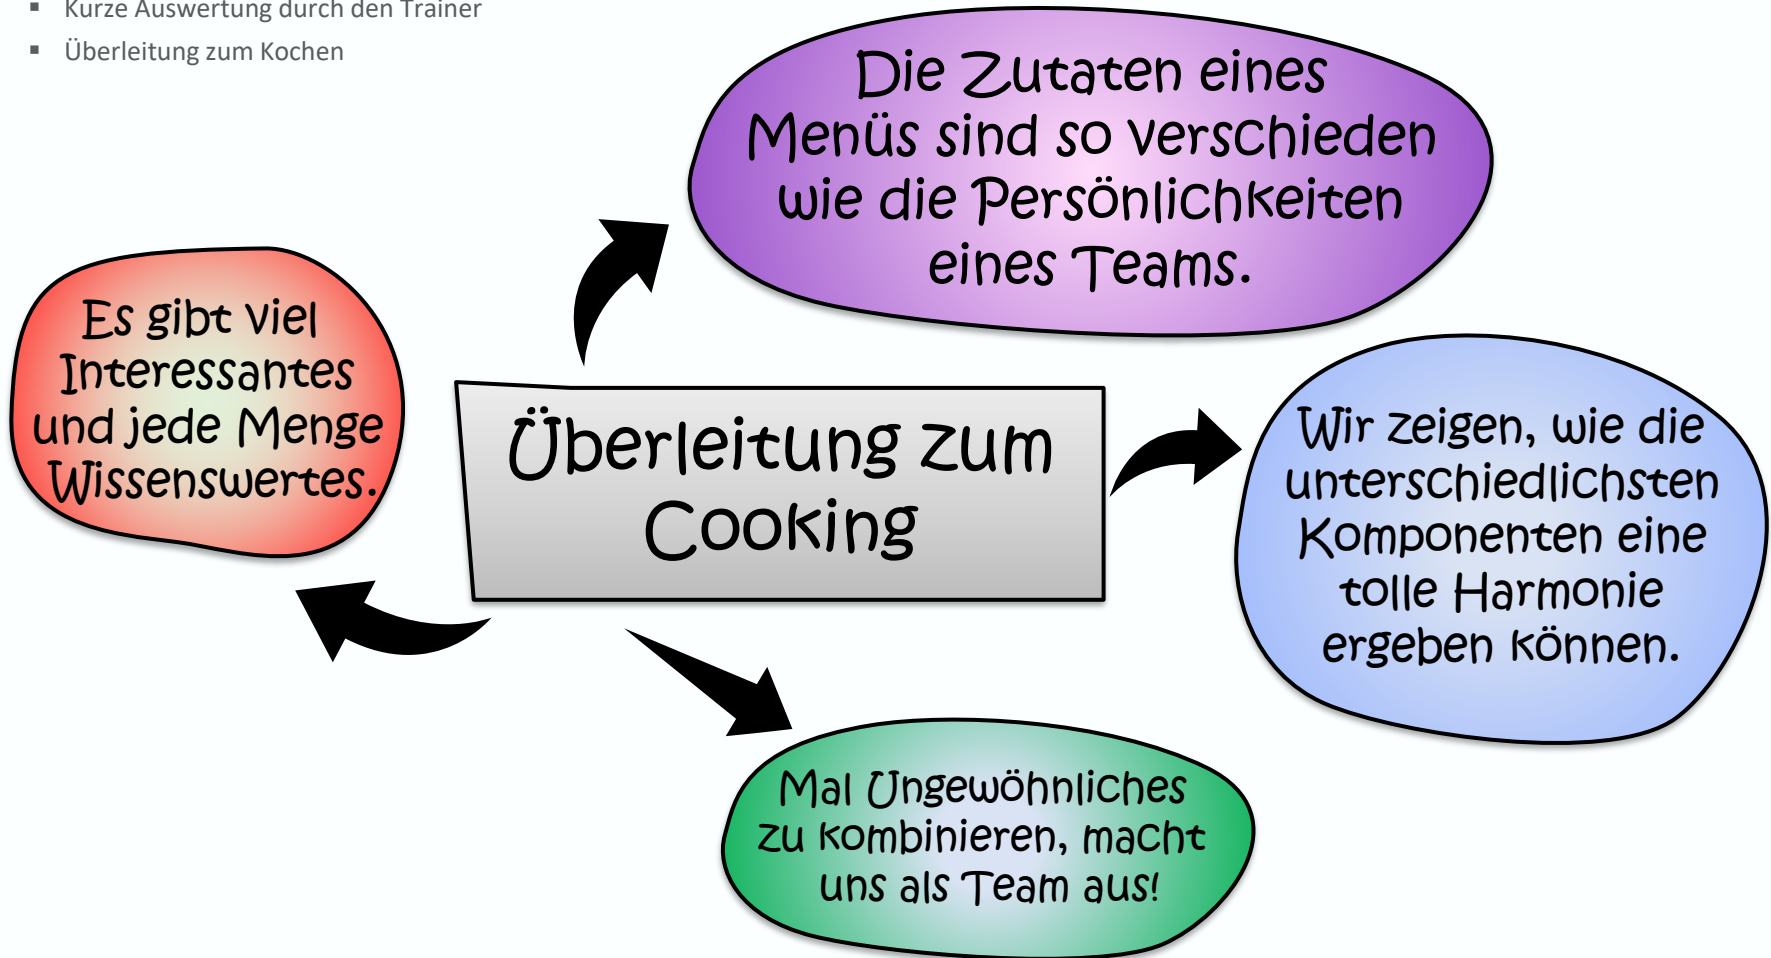 Kurze Auswertung durch den Trainer
Überleitung zum Kochen
Die Zutaten eines
Menüs sind so verschieden
wie die Persönlichkeiten
eines Teams.
Es gibt viel
Interessantes
und jede Menge
Wissenswertes.
Überleitung zum
Cooking
Wir zeigen, wie die
unterschiedlichsten
Komponenten eine
tolle Harmonie
ergeben können.
Mal Ungewöhnliches
zu kombinieren, macht
uns als Team aus!